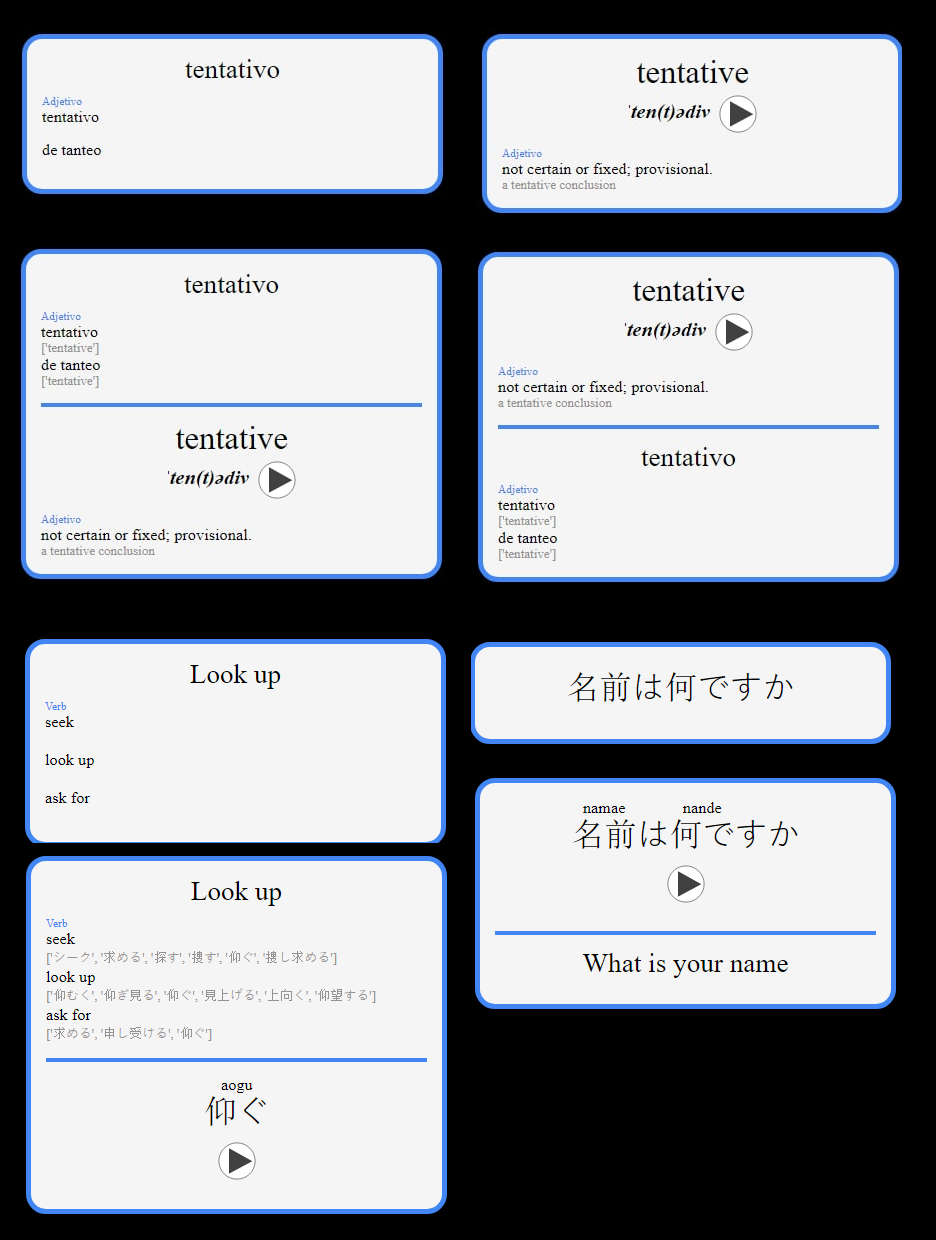 tentativo
Adjetivo
tentativo
de tanteo
tentative
ˈten(t)ədiv
Adjetivo
not certain or fixed; provisional.
a tentative conclusion
tentativo
Adjetivo
tentativo
['tentative']
de tanteo
['tentative']
tentative
ˈten(t)ədiv
Adjetivo
not certain or fixed; provisional.
a tentative conclusion
tentative
ˈten(t)ədiv
Adjetivo
not certain or fixed; provisional.
a tentative conclusion
tentativo
Adjetivo
tentativo
['tentative']
de tanteo
['tentative']
Look up
Verb
seek
look up
ask for
名前は何ですか
Look up
Verb
seek
['シーク', '求める', '探す', '捜す', '仰ぐ', '捜し求める']
look up
['仰むく', '仰ぎ見る', '仰ぐ', '見上げる', '上向く', '仰望する']
ask for
['求める', '申し受ける', '仰ぐ']
aogu
仰ぐ
namae nande
名前は何ですか
What is your name